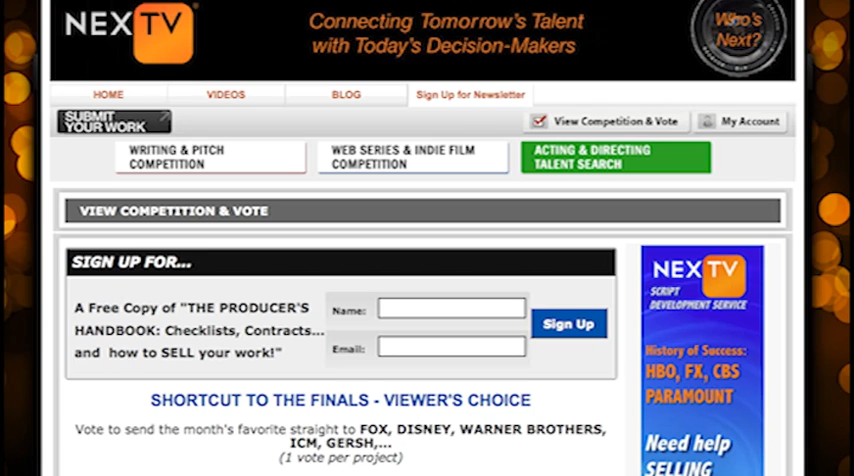 NEXTV®
Connecting Tomorrow's Talent
with Today's Decision-Makers
Who's
Next?
HOME VIDEOS BLOG Sign Up for Newsletter
SUBMIT
YOUR WORK
View Competition & Vote My Account
WRITING & PITCH
COMPETITION
WEB SERIES & INDIE FILM
COMPETITION
ACTING & DIRECTING
TALENT SEARCH
VIEW COMPETITION & VOTE
SIGN UP FOR...
A Free Copy of "THE PRODUCER'S
HANDBOOK: Checklists, Contracts...
and how to SELL your work!"
Name:
Email:
Sign Up
NEXTV
SCRIPT
DEVELOPMENT SERVICE
History of Success:
HBO, FX, CBS
PARAMOUNT
Need help
SELLING
SHORTCUT TO THE FINALS - VIEWER'S CHOICE
Vote to send the month's favorite straight to FOX, DISNEY, WARNER BROTHERS,
ICM, GERSH,...
(1 vote per project)